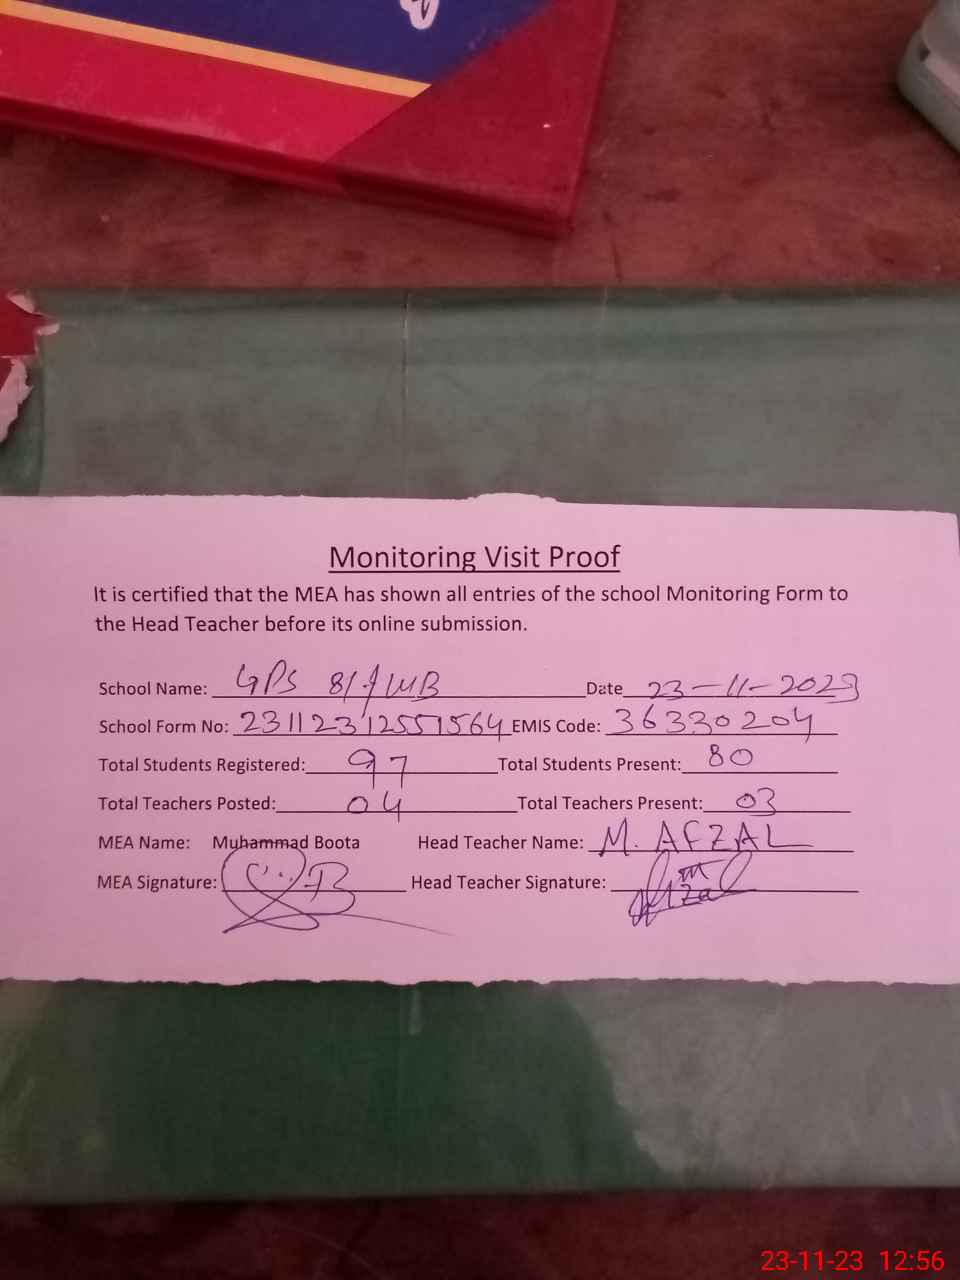 Monitoring Visit Proof
It is certified that the MEA has shown all entries of the school Monitoring Form to
the Head Teacher before its online submission.
School Name: GPS 81/ WB Date 23-11-2023
School Form No: 23112312551564 EMIS Code: 36330204
Total Students Registered: 97 Total Students Present: 80
Total Teachers Posted: 04 Total Teachers Present: 03
MEA Name: Muhammad Boota Head Teacher Name: M. AFZAL
MEA Signature: Head Teacher Signature:
23-11-23 12:56